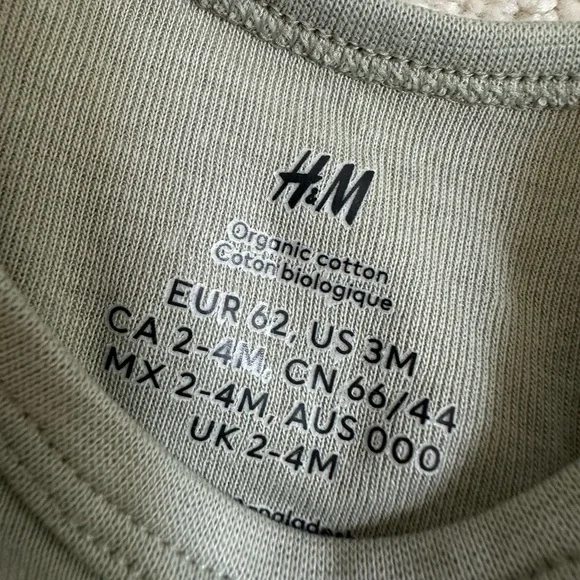 H&M
Organic cotton
Coton biologique
EUR 62, US 3M
CA 2-4M, CN 66/44
MX 2-4M, AUS 000
UK 2-4M